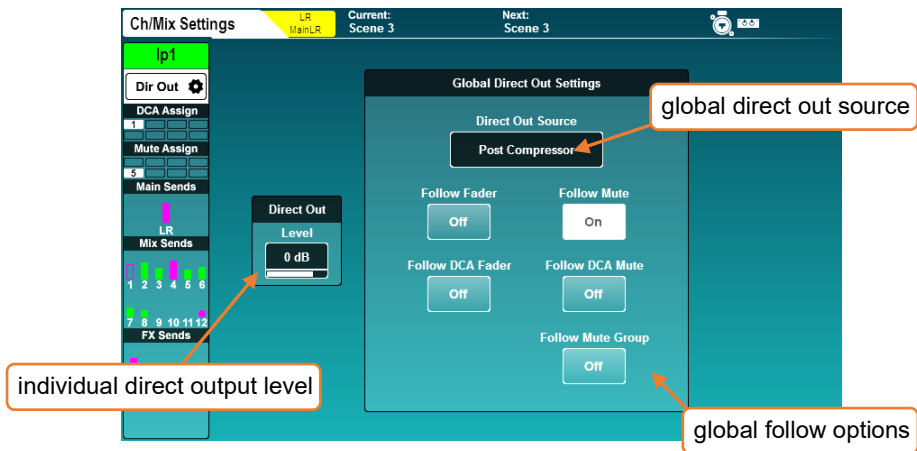 Ch/Mix Settings
LR
MainLR
Current:
Scene 3
Next:
Scene 3
Ip1
Dir Out
DCA Assign
1
Mute Assign
5
Main Sends
LR
Mix Sends
1 2 3 4 5 6
7 8 9 10 11 12
FX Sends
Direct Out
Level
0 dB
Global Direct Out Settings
Direct Out Source
Post Compressor
Follow Fader
Off
Follow Mute
On
Follow DCA Fader
Off
Follow DCA Mute
Off
Follow Mute Group
Off
global direct out source
individual direct output level
global follow options